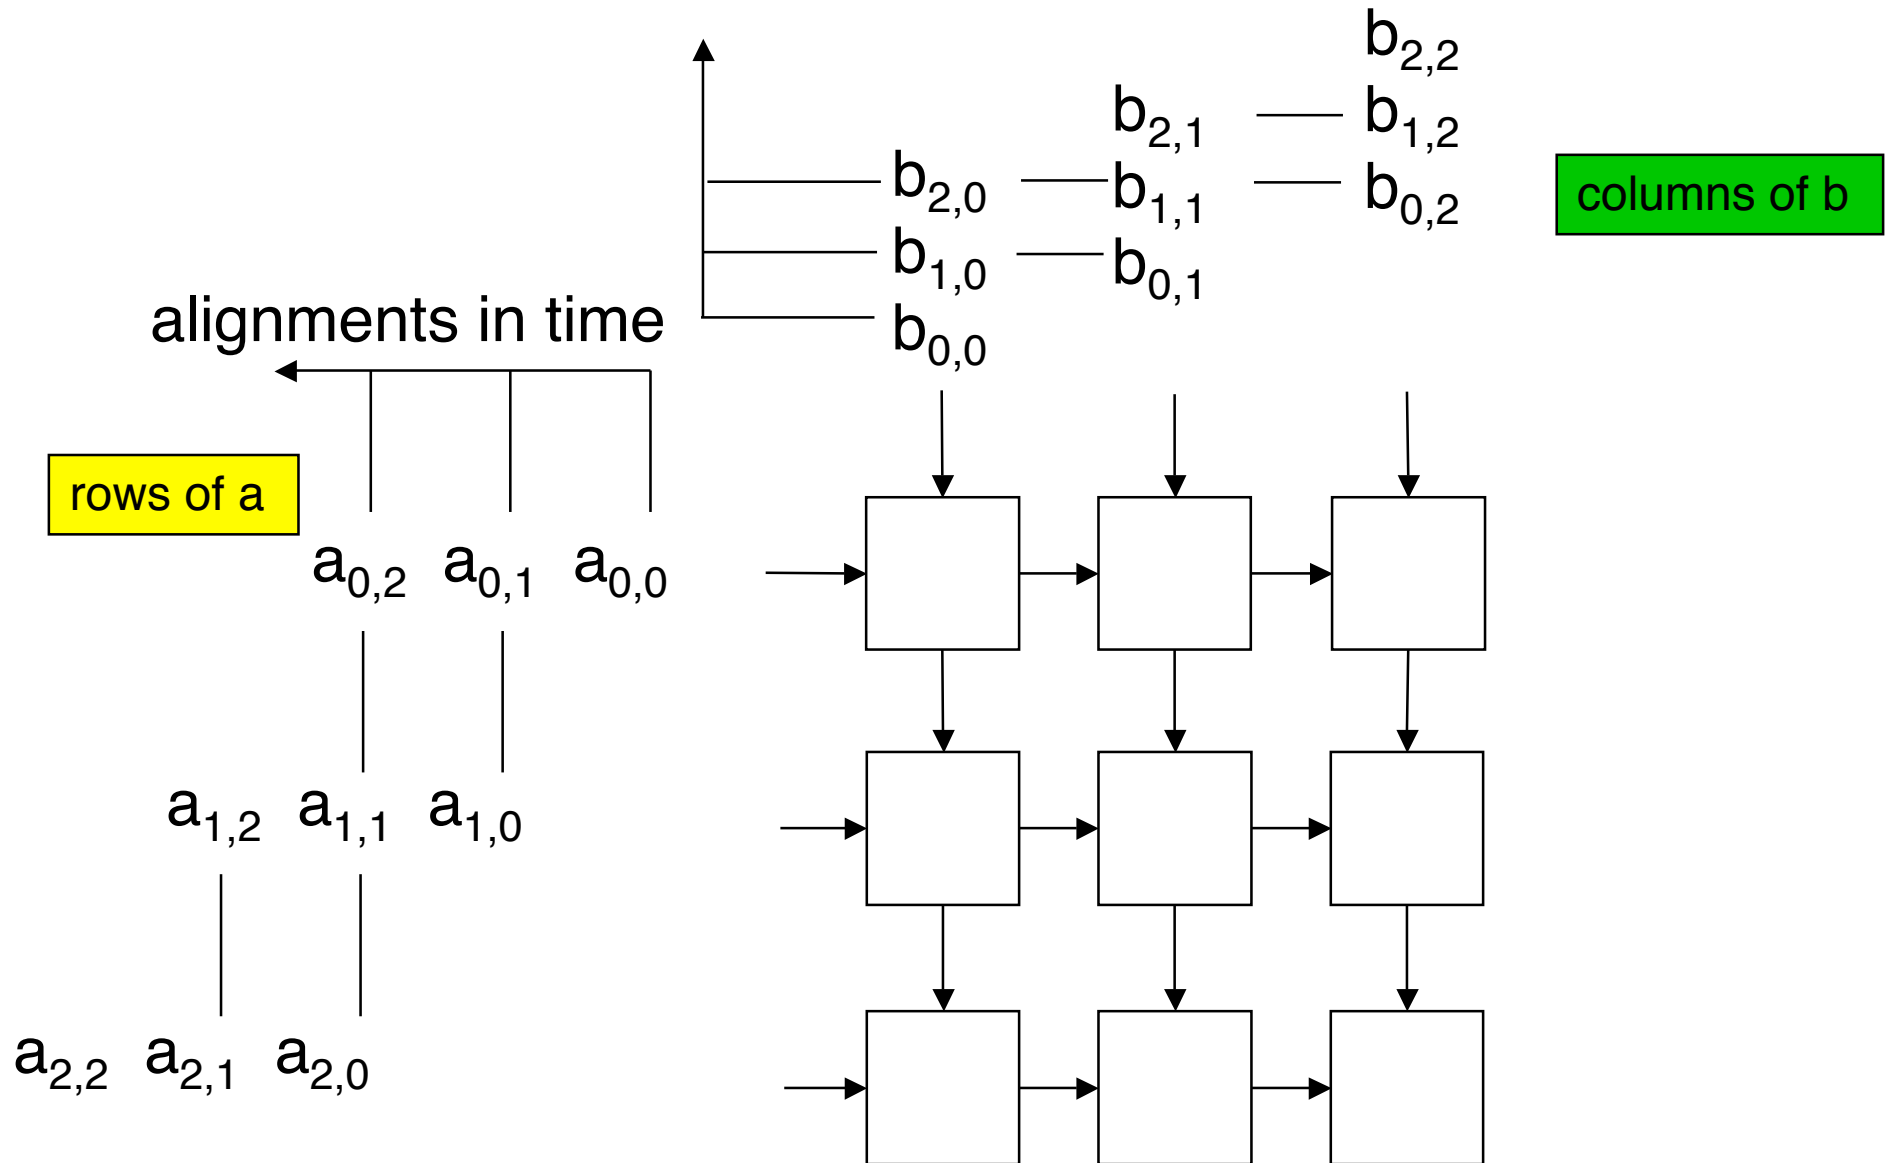 b2,2
b2,1 b1,2
b2,0 b1,1 b0,2
columns of b
b1,0 b0,1
alignments in time
b0,0
rows of a
a0,2 a0,1 a0,0
a1,2 a1,1 a1,0
a2,2 a2,1 a2,0